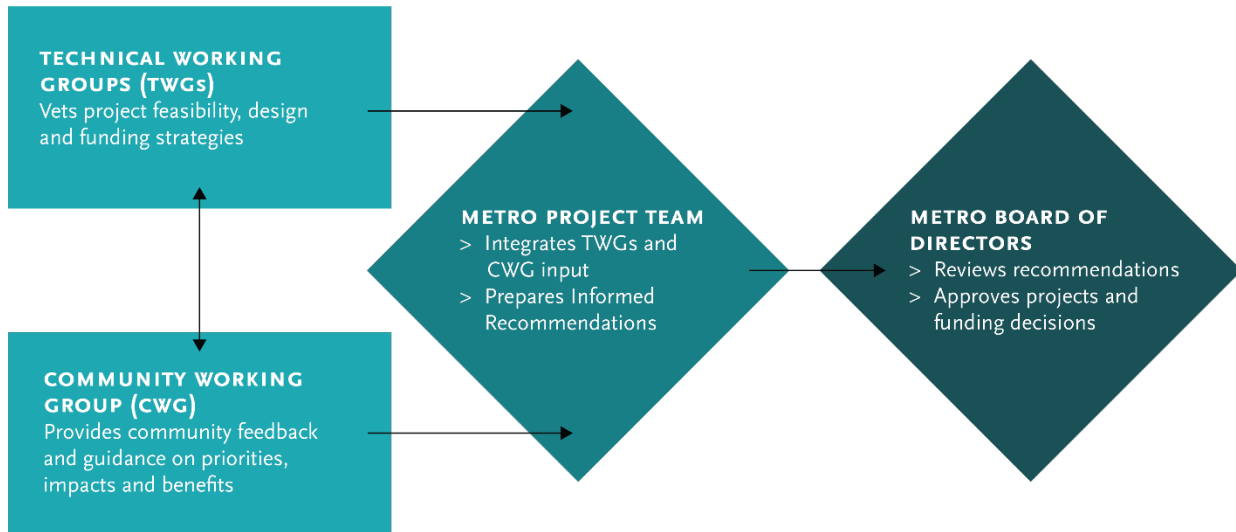 TECHNICAL WORKING
GROUPS (TWGs)
Vets project feasibility, design
and funding strategies
COMMUNITY WORKING
GROUP (CWG)
Provides community feedback
and guidance on priorities,
impacts and benefits
METRO PROJECT TEAM
> Integrates TWGs and
CWG input
> Prepares Informed
Recommendations
METRO BOARD OF
DIRECTORS
> Reviews recommendations
> Approves projects and
funding decisions